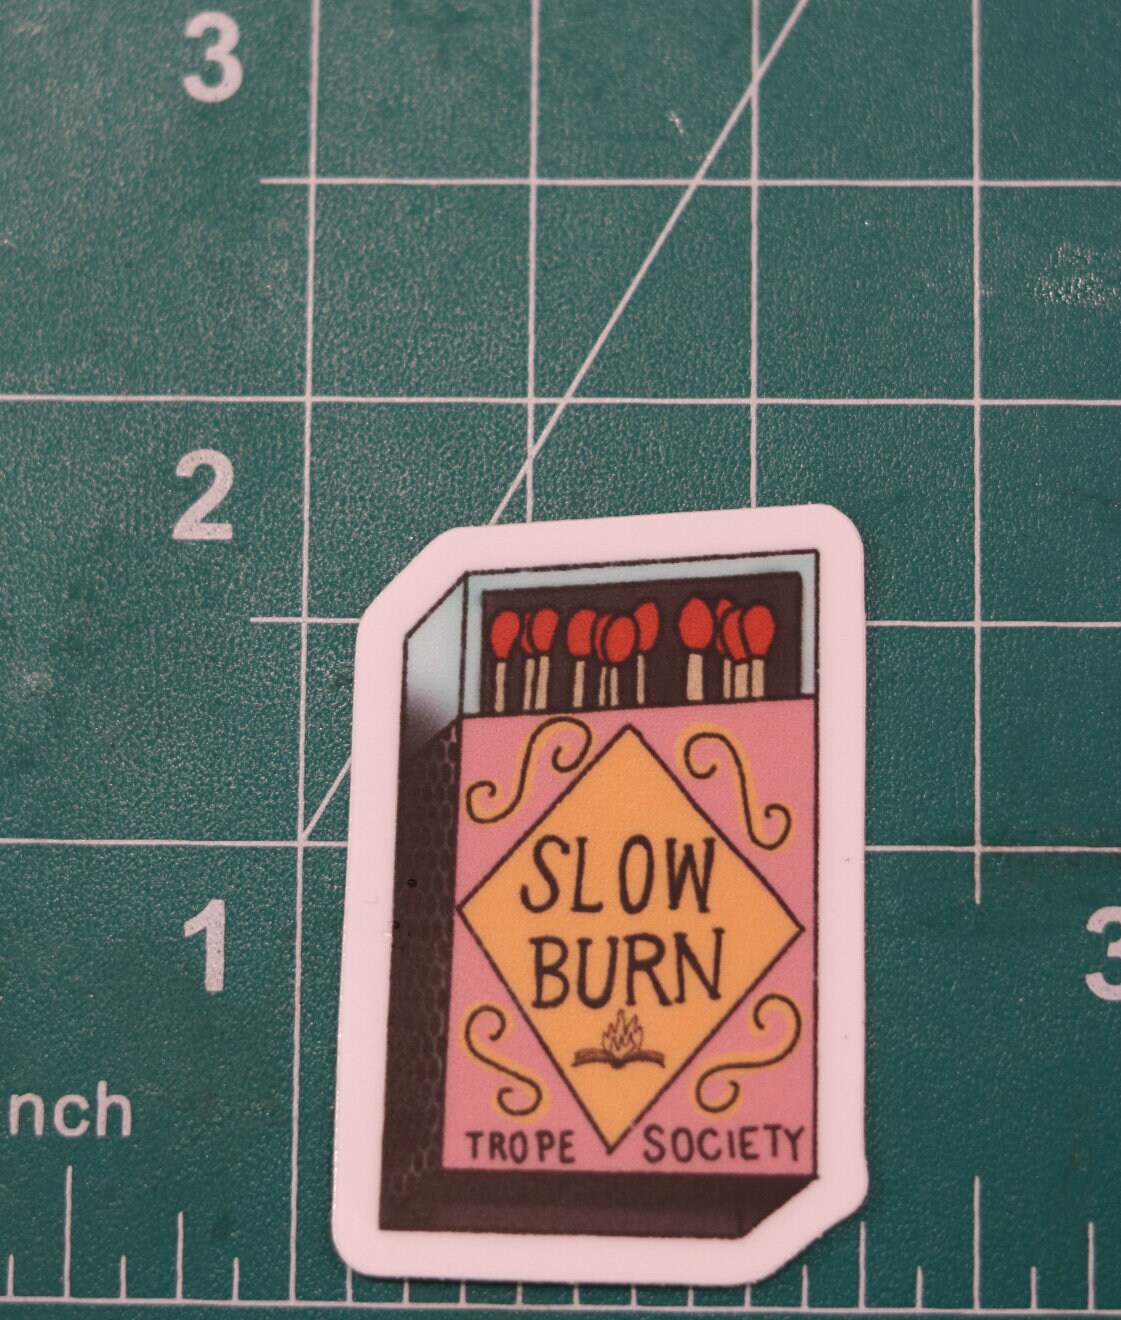 3
2
SLOW
BURN
1
3
nch
TROPE SOCIETY